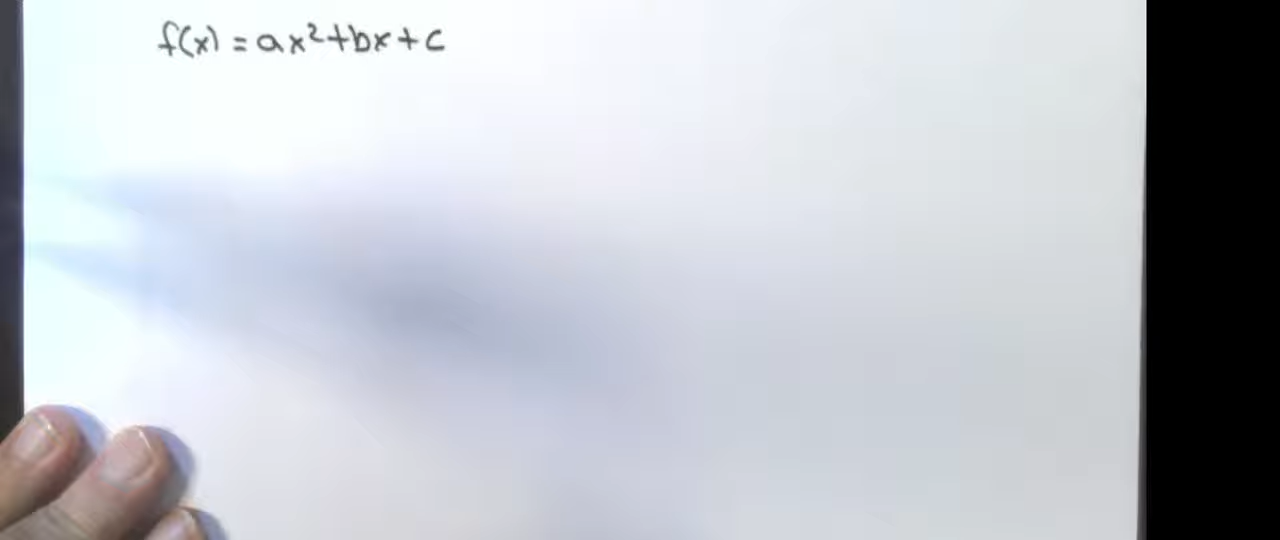 f(x) = ax²+bx+c